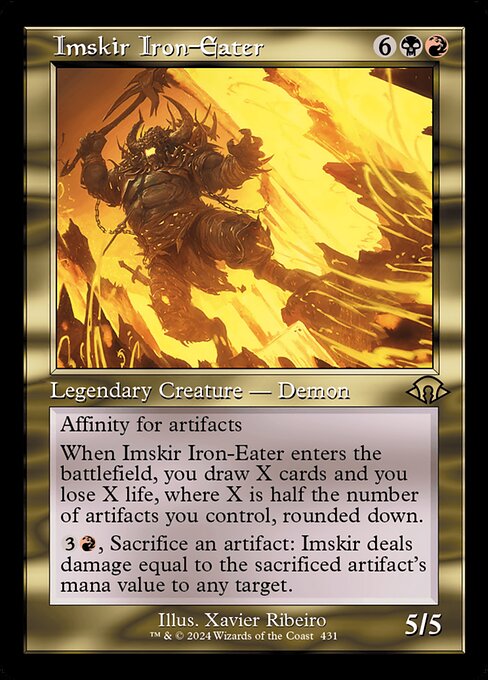 Imskir Iron-Eater 6
Legendary Creature — Demon
Affinity for artifacts
When Imskir Iron-Eater enters the
battlefield, you draw X cards and you
lose X life, where X is half the number
of artifacts you control, rounded down.
3, Sacrifice an artifact: Imskir deals
damage equal to the sacrificed artifact's
mana value to any target.
Illus. Xavier Ribeiro
™ & © 2024 Wizards of the Coast 431
5/5